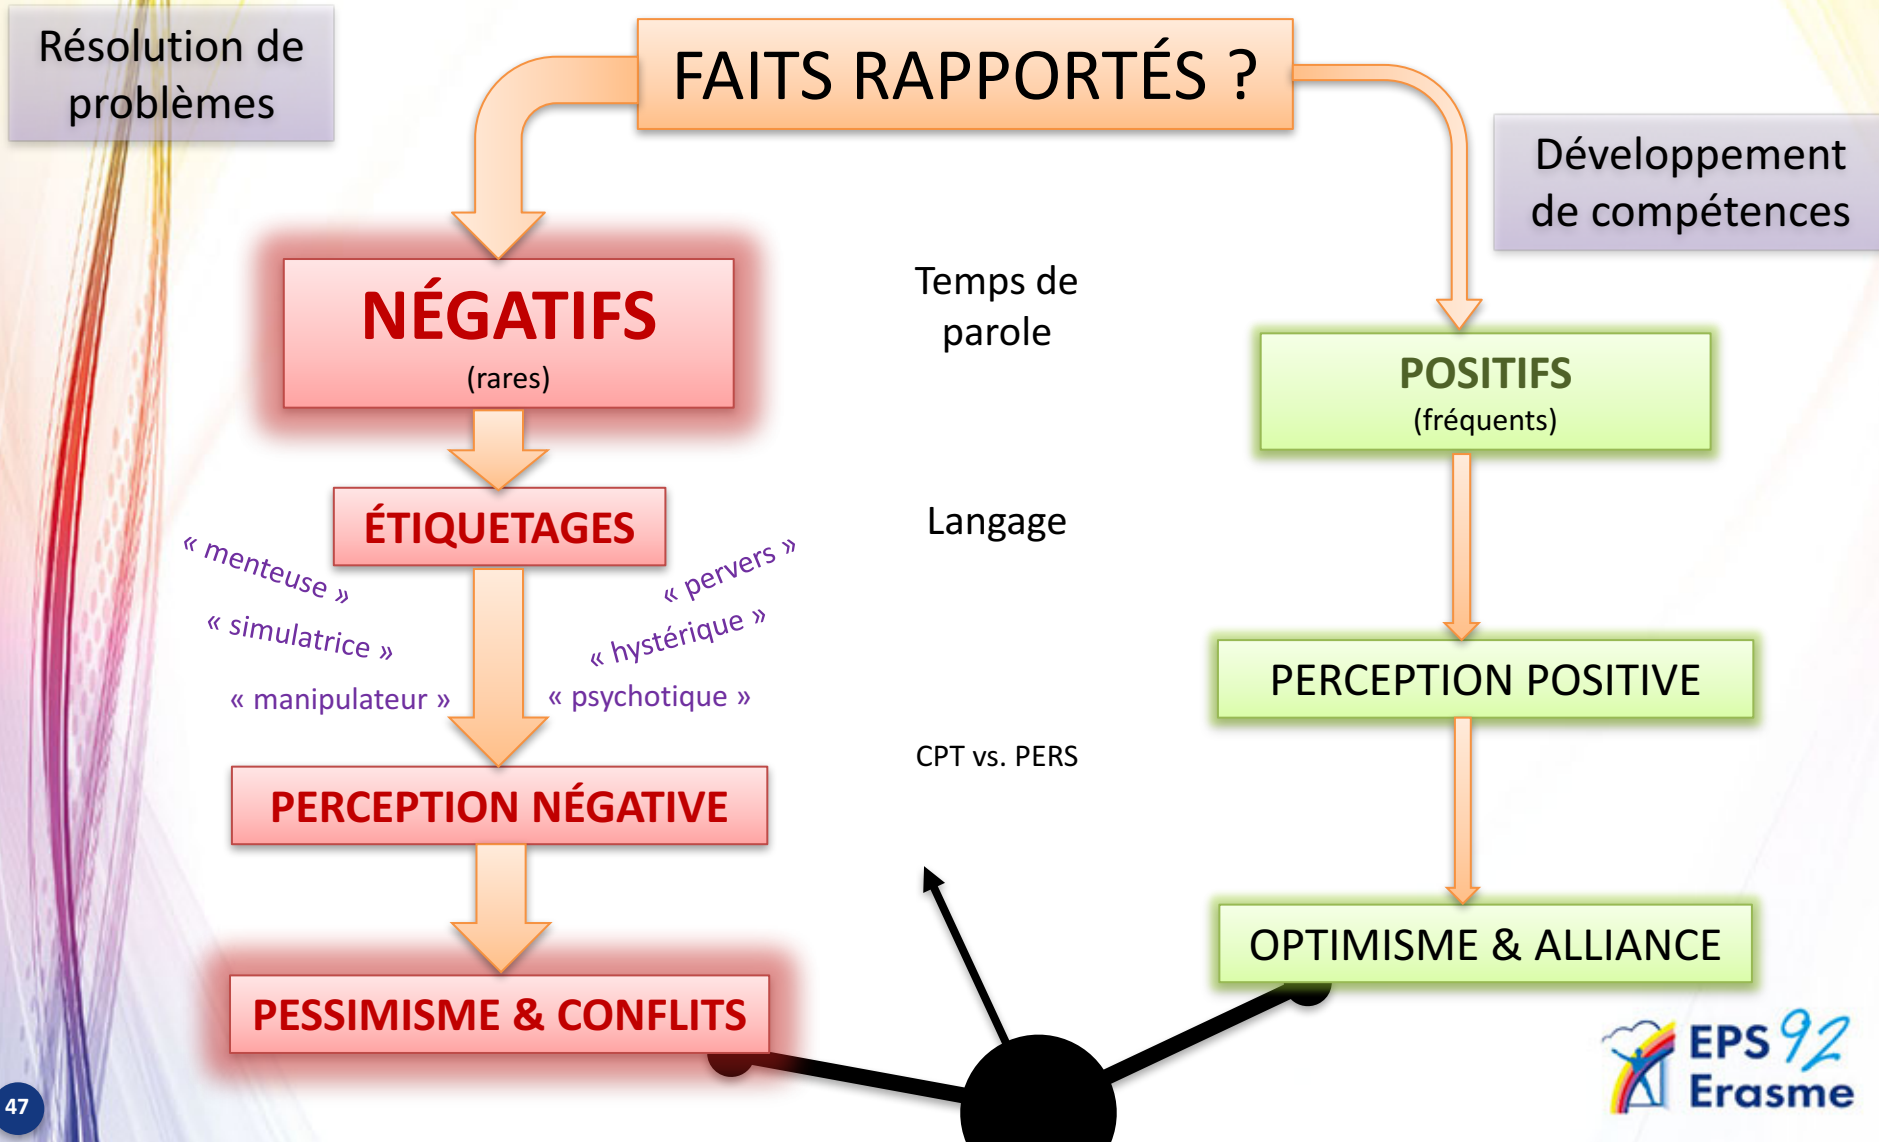 Résolution de
problèmes
FAITS RAPPORTÉS ?
Développement
de compétences
NÉGATIFS
(rares)
Temps de
parole
POSITIFS
(fréquents)
ÉTIQUETAGES
Langage
« menteuse »
« pervers »
« simulatrice »
« hystérique »
« manipulateur »
« psychotique »
PERCEPTION POSITIVE
CPT vs. PERS
PERCEPTION NÉGATIVE
OPTIMISME & ALLIANCE
PESSIMISME & CONFLITS
EPS 92
Erasme
47